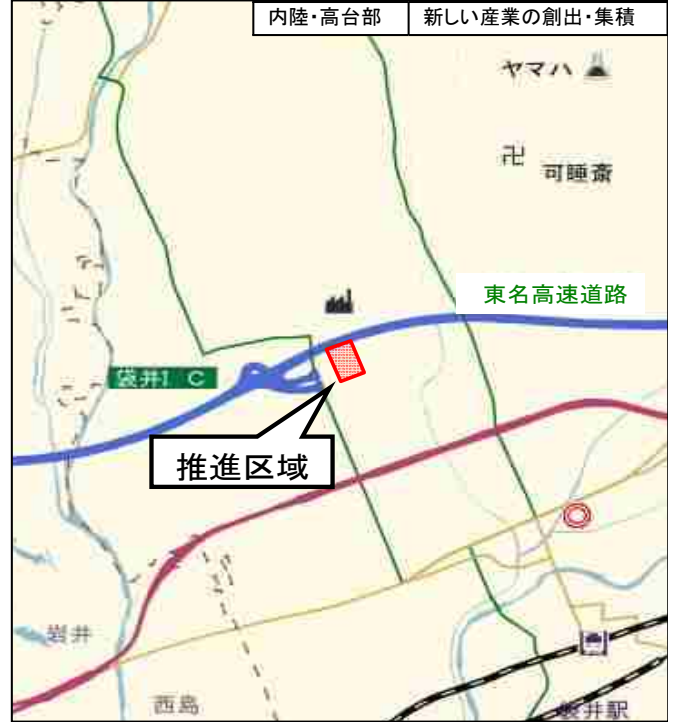 内陸・高台部 新しい産業の創出・集積
ヤマハ
卍 可睡斎
東名高速道路
袋井I C
推進区域
岩井
西島
袋井駅